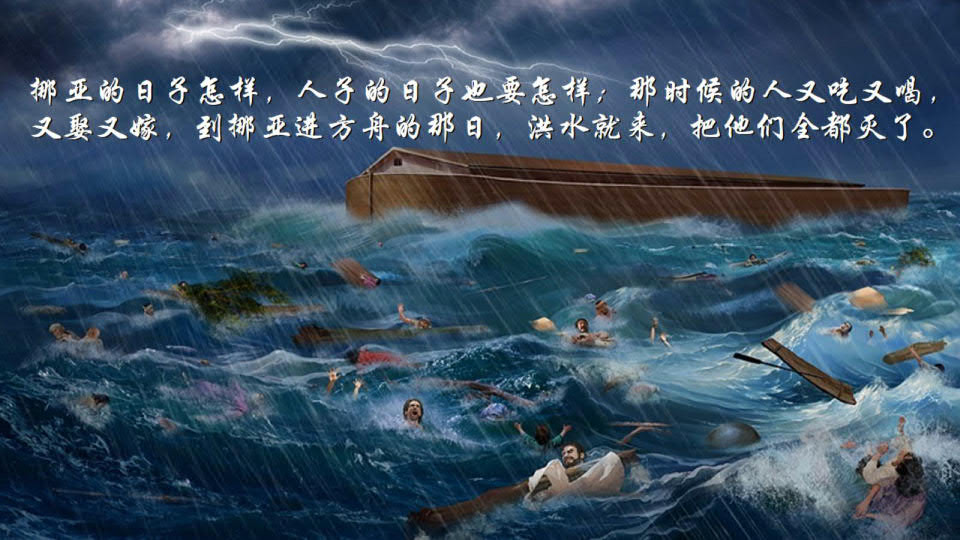 挪亚的日子怎样，人子的日子也要怎样；那时候的人又吃又喝，
又娶又嫁，到挪亚进方舟的那日，洪水就来，把他们全都灭了。